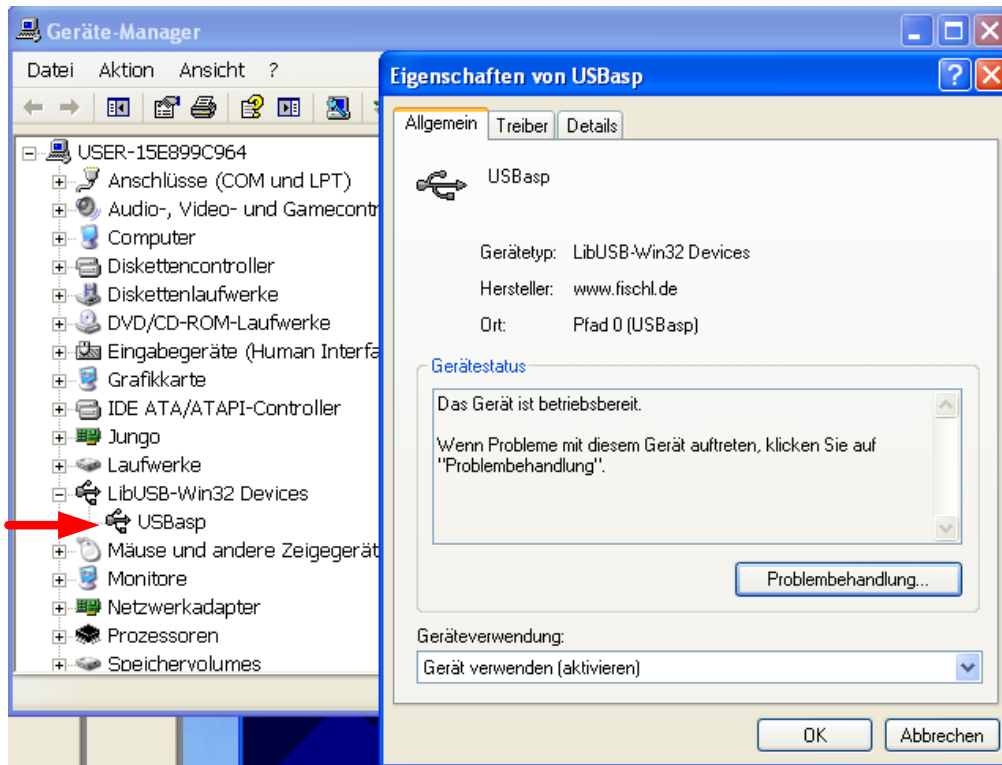 Geräte-Manager
Datei Aktion Ansicht ?
USER-15E899C964
Anschlüsse (COM und LPT)
Audio-, Video- und Gamecontr
Computer
Diskettencontroller
Diskettenlaufwerke
DVD/CD-ROM-Laufwerke
Eingabegeräte (Human Interfa
Grafikkarte
IDE ATA/ATAPI-Controller
Jungo
Laufwerke
LibUSB-Win32 Devices
USBasp
Mäuse und andere Zeigegerät
Monitore
Netzwerkadapter
Prozessoren
Speichervolumes
Eigenschaften von USBasp
Allgemein Treiber Details
USBasp
Gerätetyp: LibUSB-Win32 Devices
Hersteller: www.fischl.de
Ort: Pfad 0 (USBasp)
Gerätestatus
Das Gerät ist betriebsbereit.
Wenn Probleme mit diesem Gerät auftreten, klicken Sie auf
"Problembehandlung".
Problembehandlung...
Geräteverwendung:
Gerät verwenden (aktivieren)
OK Abbrechen